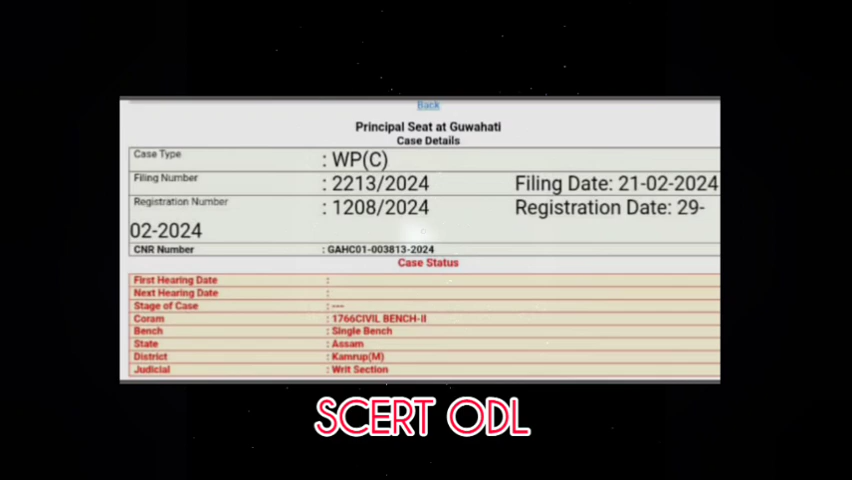 Back
Principal Seat at Guwahati
Case Details
Case Type : WP(C)
Filing Number : 2213/2024 Filing Date: 21-02-2024
Registration Number : 1208/2024 Registration Date: 29-
02-2024
CNR Number : GAHC01-003813-2024
Case Status
First Hearing Date :
Next Hearing Date :
Stage of Case : ---
Coram : 1766CIVIL BENCH-II
Bench : Single Bench
State : Assam
District : Kamrup(M)
Judicial : Writ Section
SCERT ODL